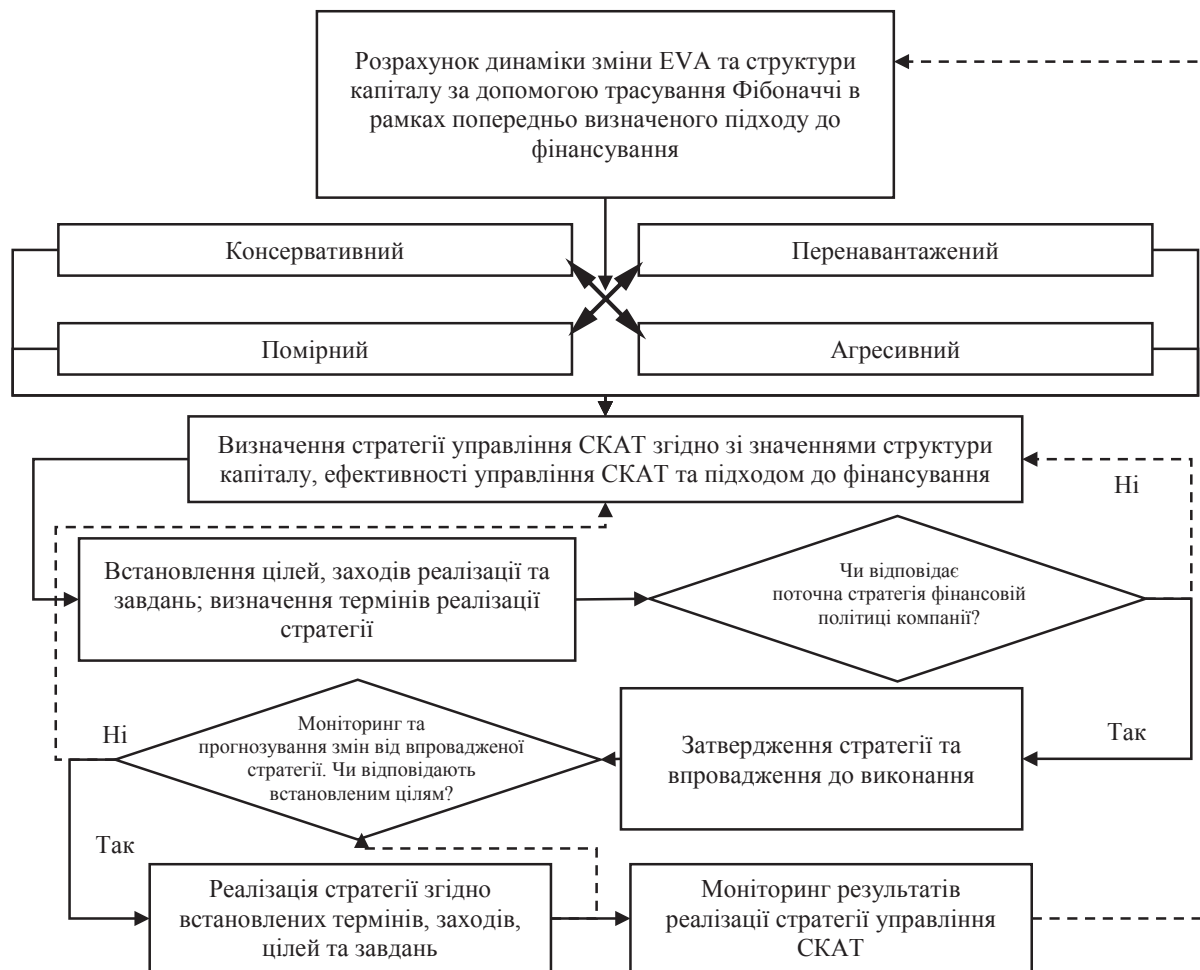 Розрахунок динаміки зміни EVA та структури
капіталу за допомогою трасування Фібоначчі в
рамках попередньо визначеного підходу до
фінансування
Консервативний
Перенавантажений
Помірний
Агресивний
Визначення стратегії управління СКАТ згідно зі значеннями структури
капіталу, ефективності управління СКАТ та підходом до фінансування
Ні
Встановлення цілей, заходів реалізації та
завдань; визначення термінів реалізації
стратегії
Чи відповідає
поточна стратегія фінансовій
політиці компанії?
Так
Затвердження стратегії та
впровадження до виконання
Ні
Моніторинг та
прогнозування змін від впровадженої
стратегії. Чи відповідають
встановленим цілям?
Так
Реалізація стратегії згідно
встановлених термінів, заходів,
цілей та завдань
Моніторинг результатів
реалізації стратегії управління
СКАТ